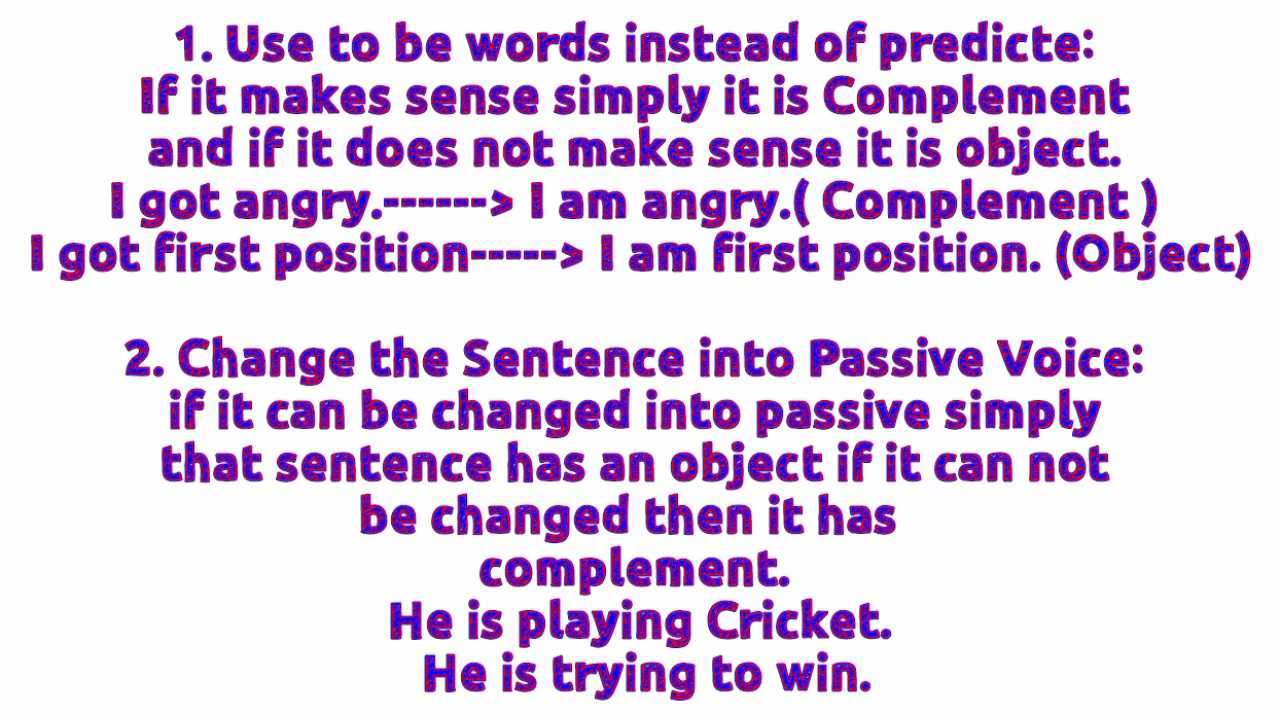 1. Use to be words instead of predicte:
If it makes sense simply it is Complement
and if it does not make sense it is object.
I got angry.------> I am angry.( Complement )
I got first position-----> I am first position. (Object)
2. Change the Sentence into Passive Voice:
if it can be changed into passive simply
that sentence has an object if it can not
be changed then it has
complement.
He is playing Cricket.
He is trying to win.